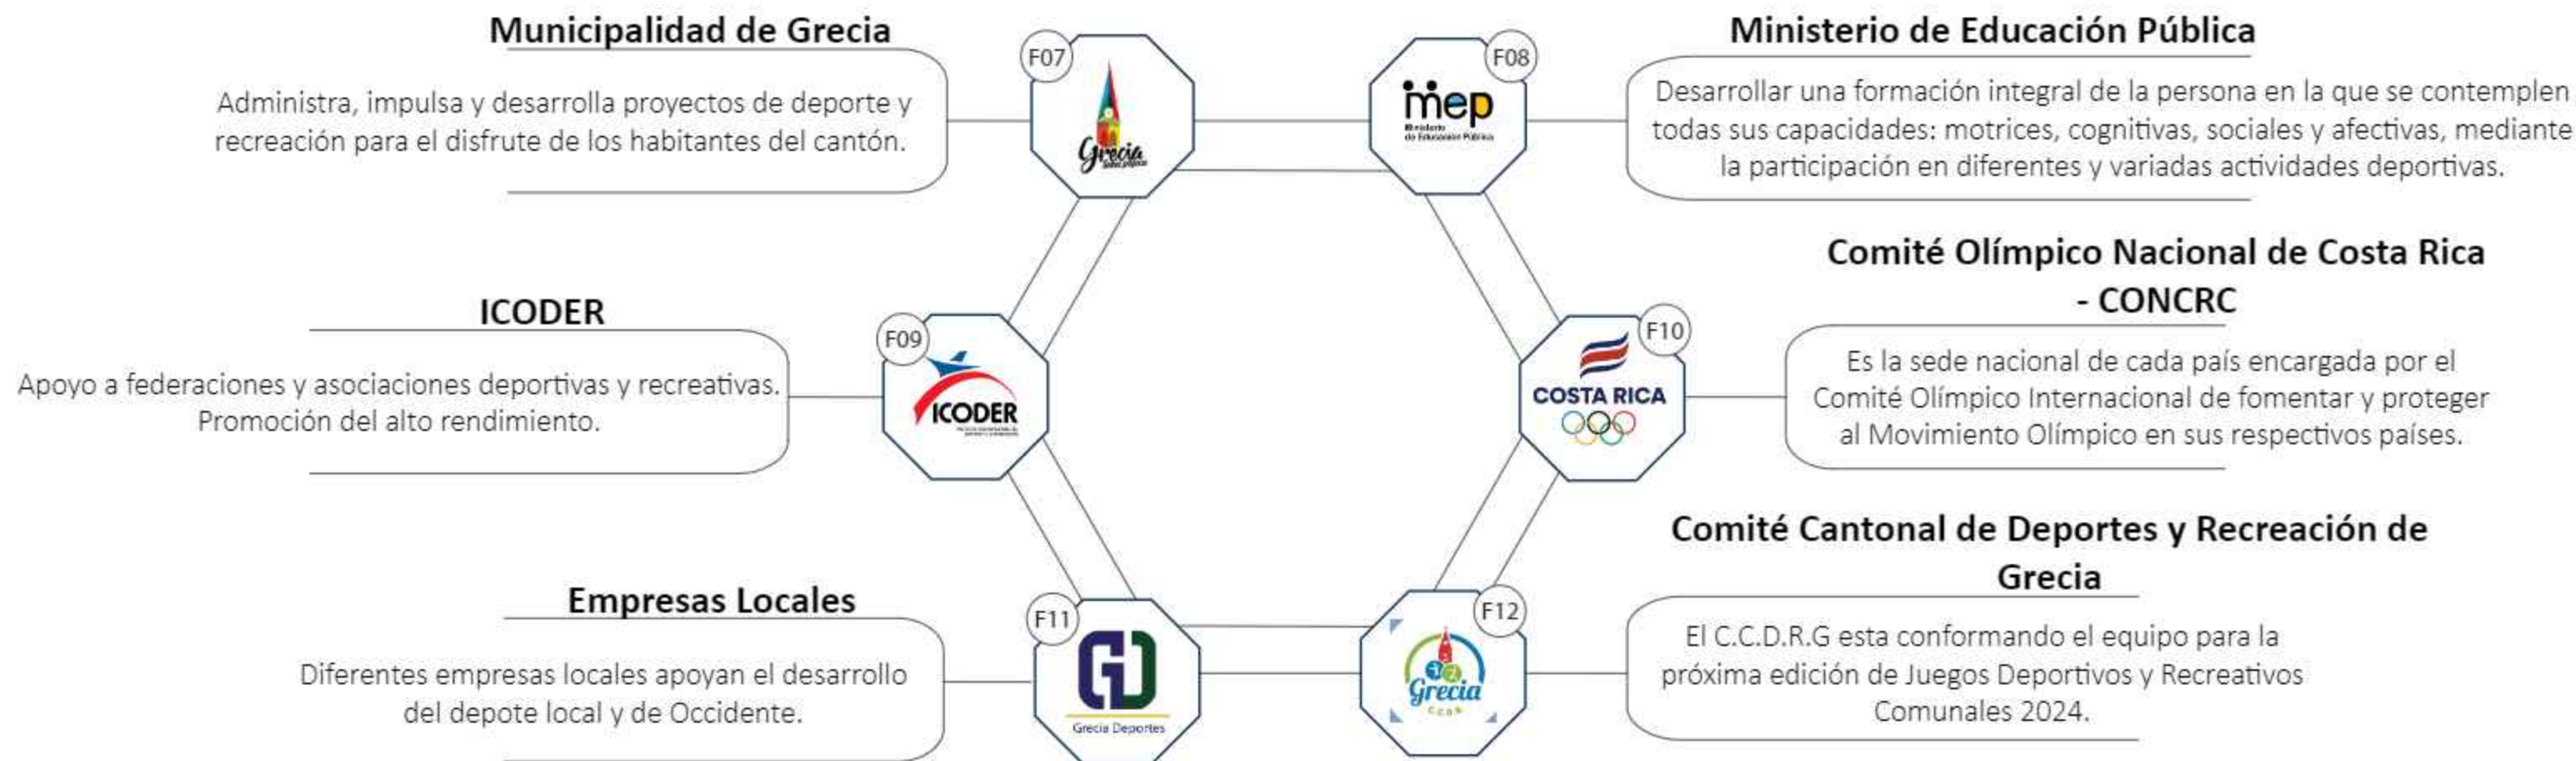 Municipalidad de Grecia
Administra, impulsa y desarrolla proyectos de deporte y
recreación para el disfrute de los habitantes del cantón.
F07
Grecia
F08
mep
Ministerio
de Educación Pública
Ministerio de Educación Pública
Desarrollar una formación integral de la persona en la que se contemplen
todas sus capacidades: motrices, cognitivas, sociales y afectivas, mediante
la participación en diferentes y variadas actividades deportivas.
ICODER
Apoyo a federaciones y asociaciones deportivas y recreativas.
Promoción del alto rendimiento.
F09
ICODER
F10
COSTA RICA
Comité Olímpico Nacional de Costa Rica
- CONCRC
Es la sede nacional de cada país encargada por el
Comité Olímpico Internacional de fomentar y proteger
al Movimiento Olímpico en sus respectivos países.
Empresas Locales
Diferentes empresas locales apoyan el desarrollo
del depote local y de Occidente.
F11
GD
Grecia Deportes
F12
Grecia
C.C.D.R
Comité Cantonal de Deportes y Recreación de
Grecia
El C.C.D.R.G esta conformando el equipo para la
próxima edición de Juegos Deportivos y Recreativos
Comunales 2024.